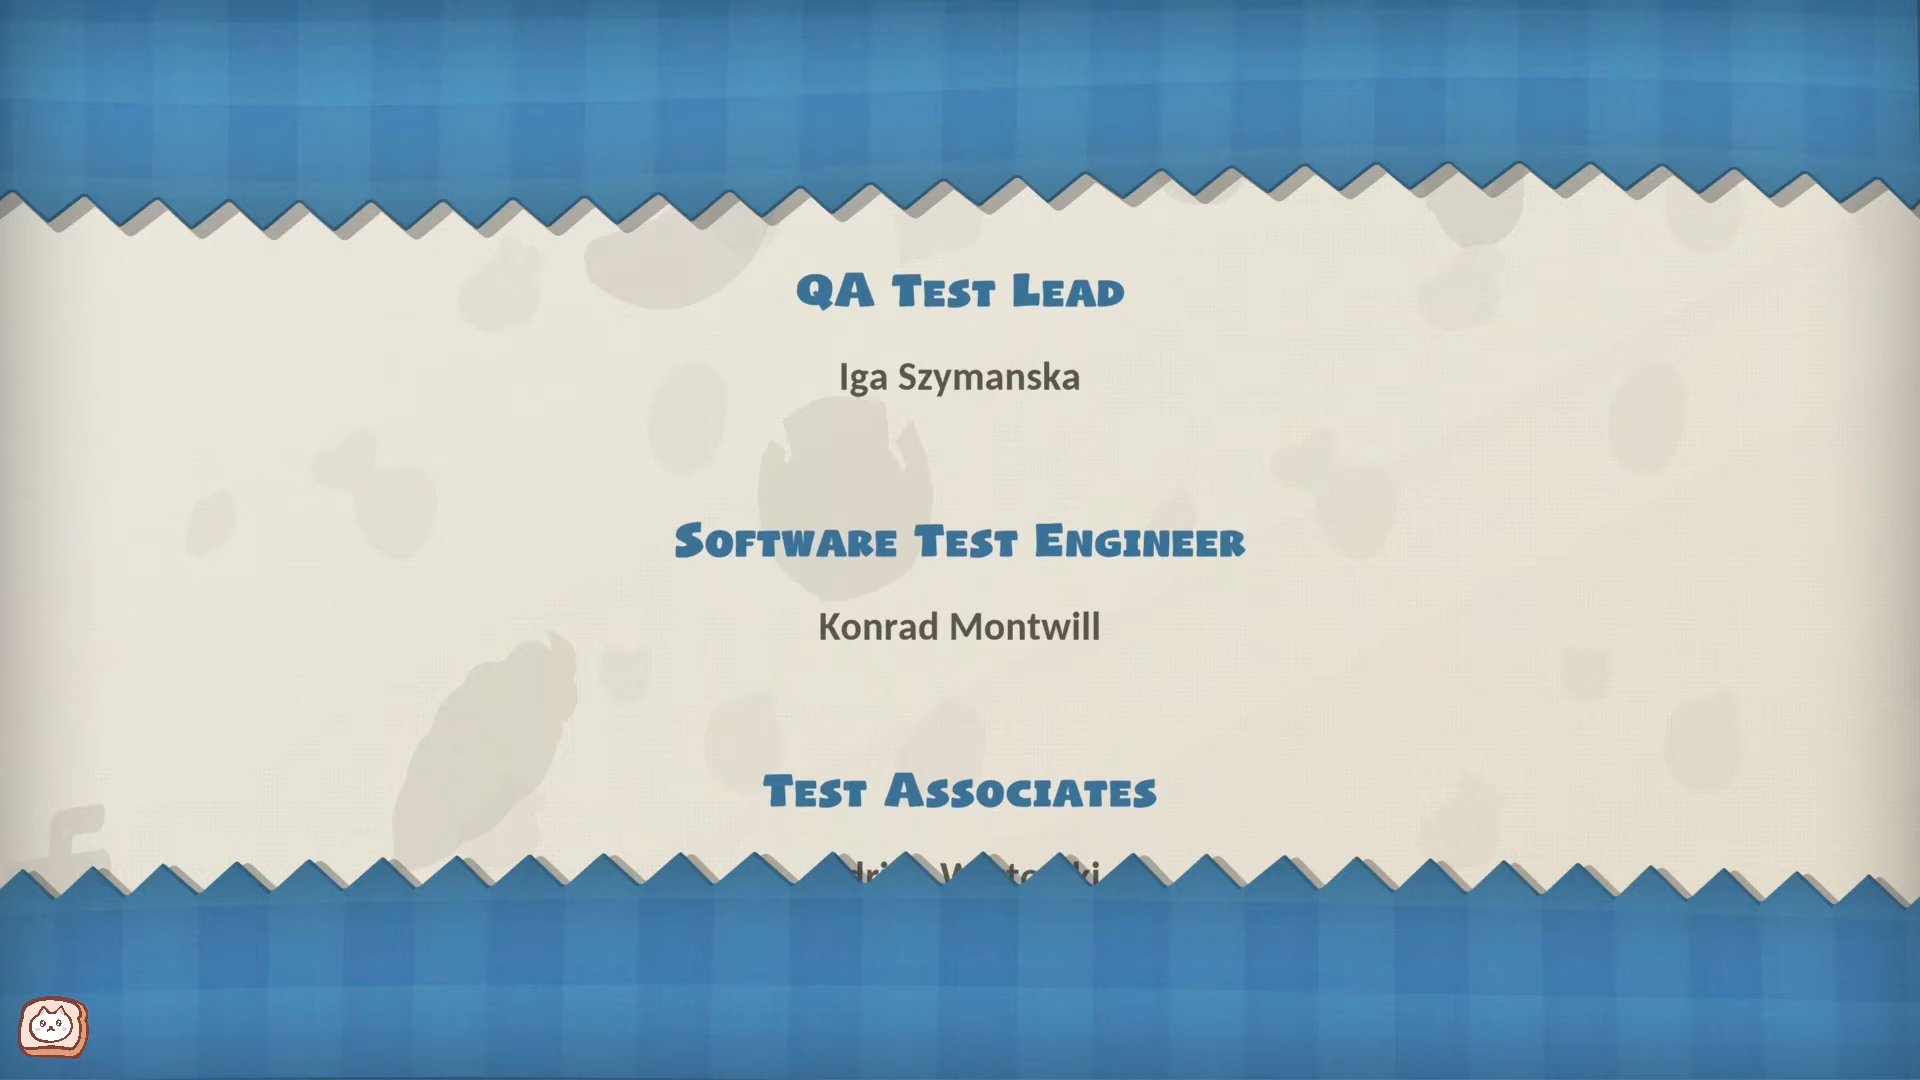 QA Test Lead
Iga Szymanska
Software Test Engineer
Konrad Montwill
Test Associates